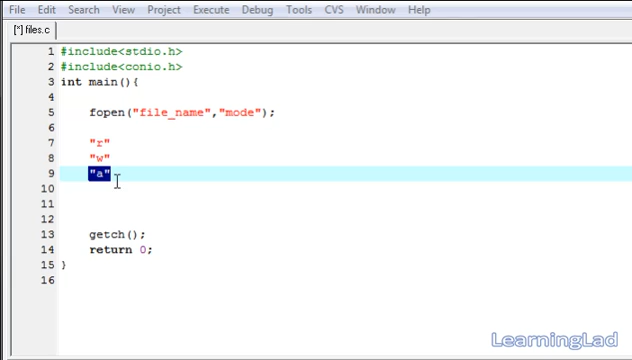 File Edit Search View Project Execute Debug Tools CVS Window Help
[*] files.c
1 #include<stdio.h>
2 #include<conio.h>
3 int main(){
4
5 fopen("file_name","mode");
6
7 "r"
8 "w"
9 "a"
10
11
12
13 getch();
14 return 0;
15 }
16
LearningLad